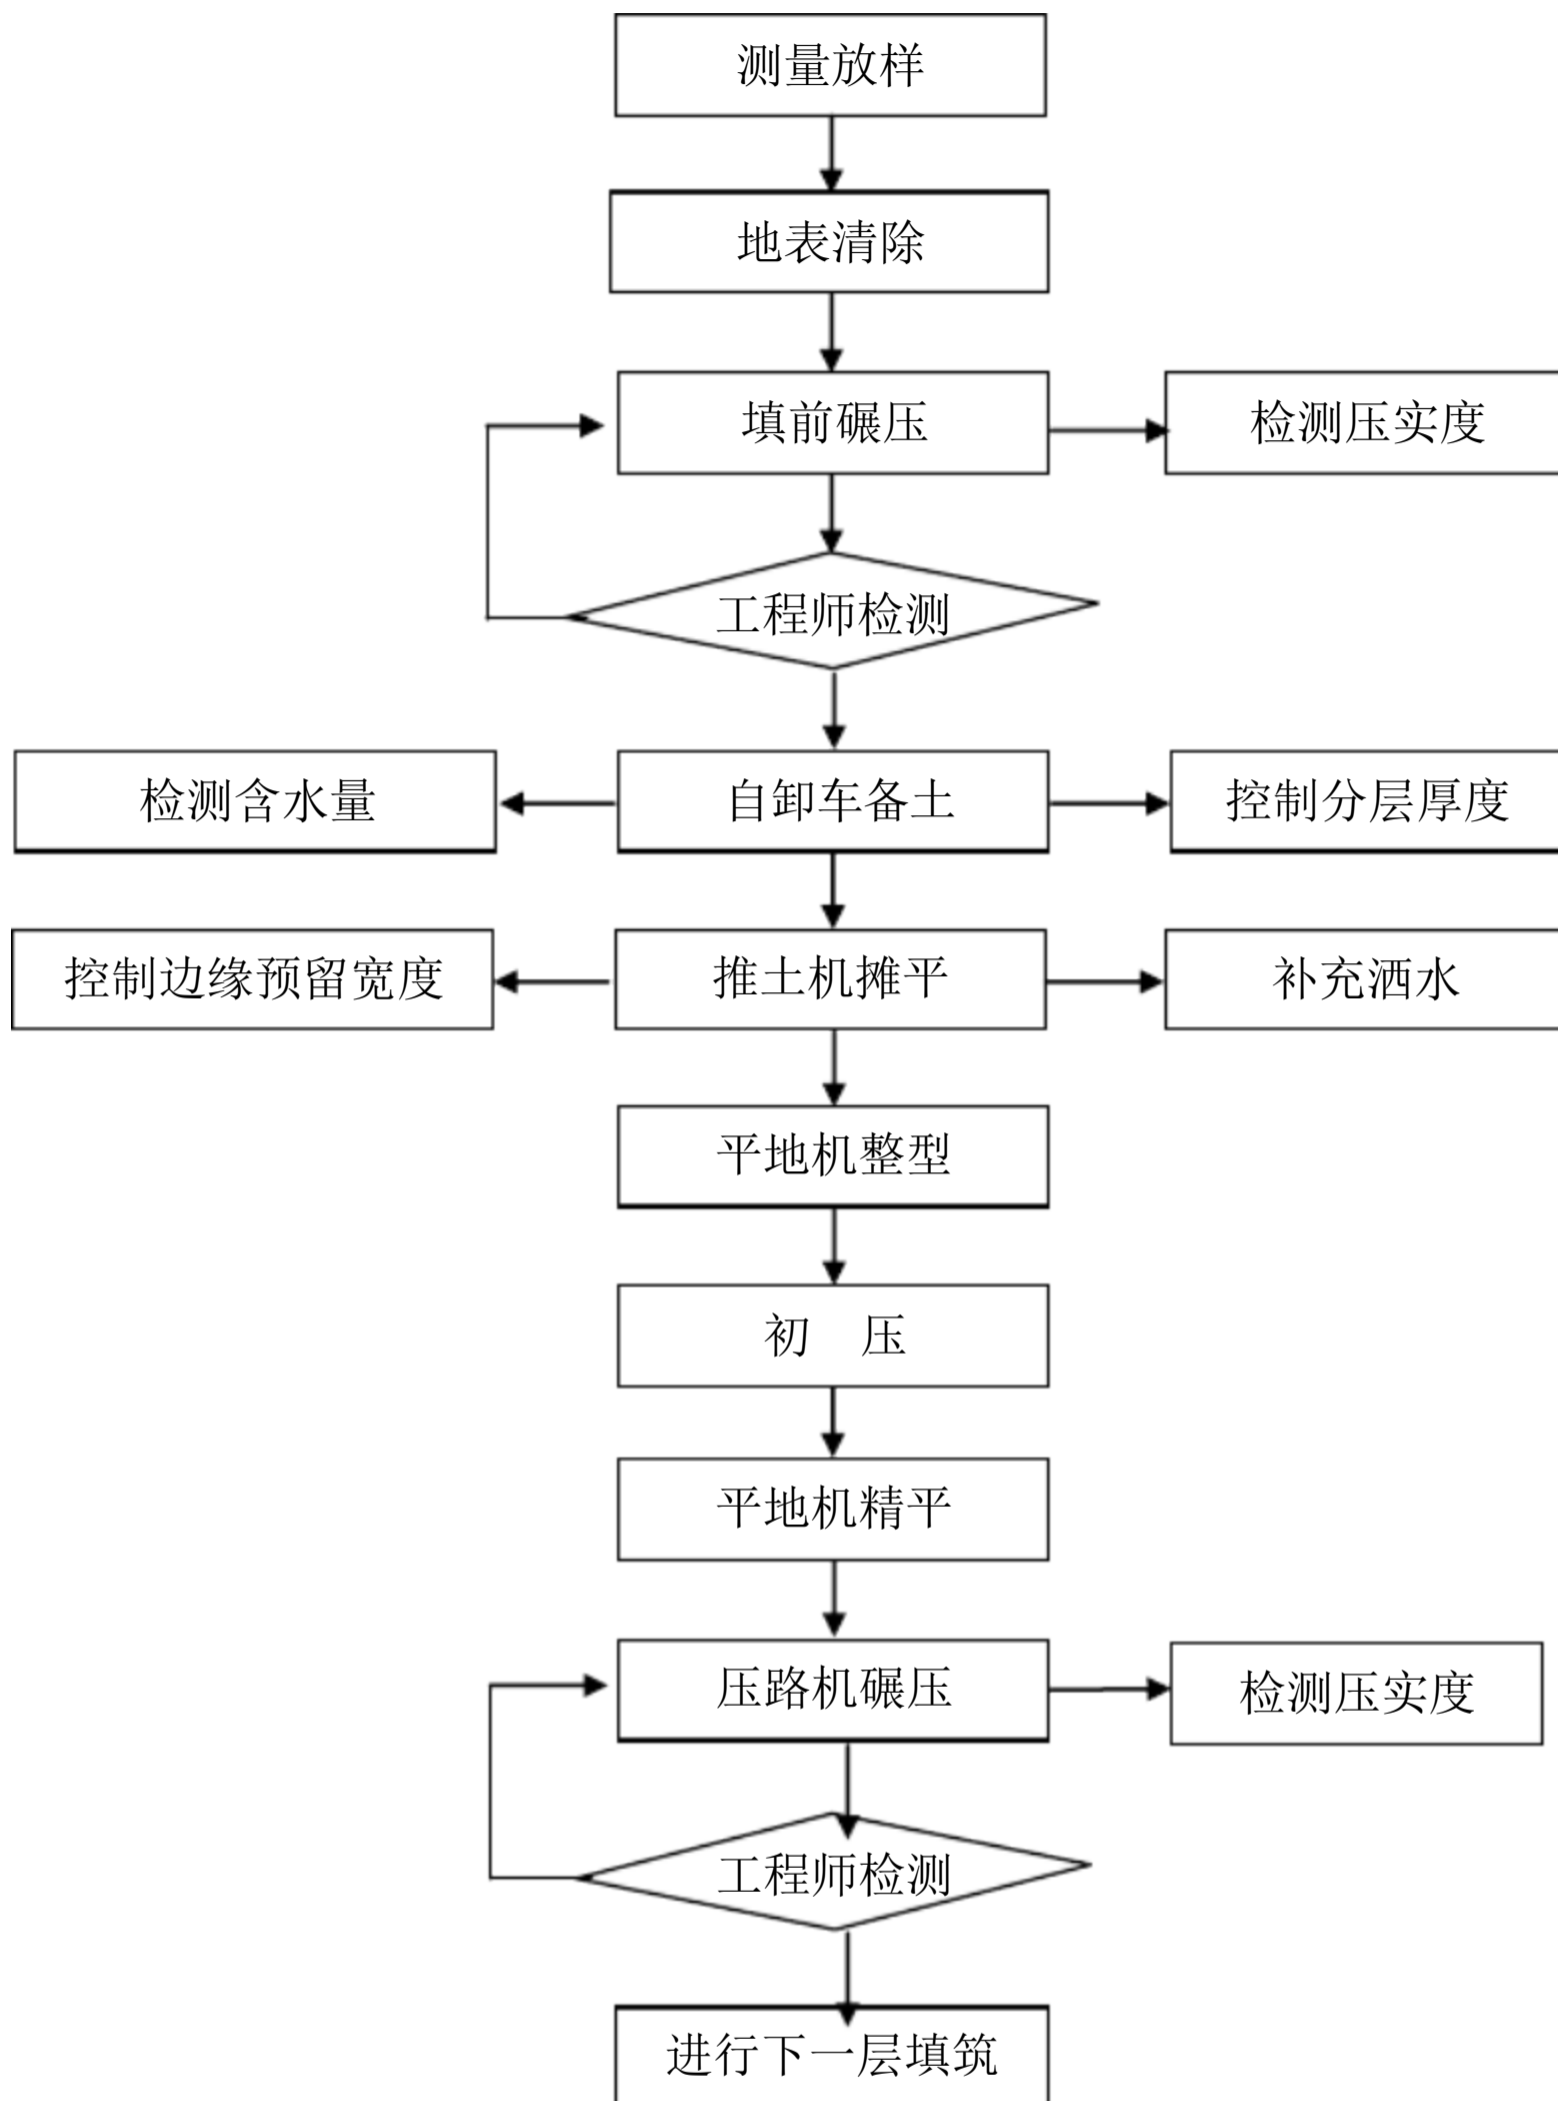 测量放样
地表清除
填前碾压
检测压实度
工程师检测
检测含水量
自卸车备土
控制分层厚度
控制边缘预留宽度
推土机摊平
补充洒水
平地机整型
初　压
平地机精平
压路机碾压
检测压实度
工程师检测
进行下一层填筑